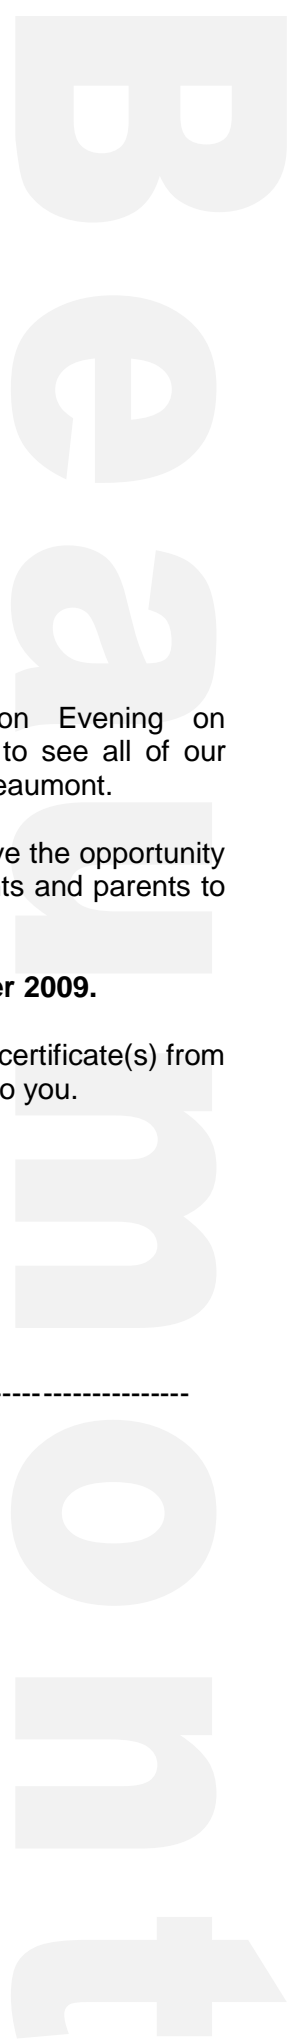 on Evening on
to see all of our
eaumont.
ve the opportunity
ts and parents to
er 2009.
certificate(s) from
o you.
--------------------
Beaumont